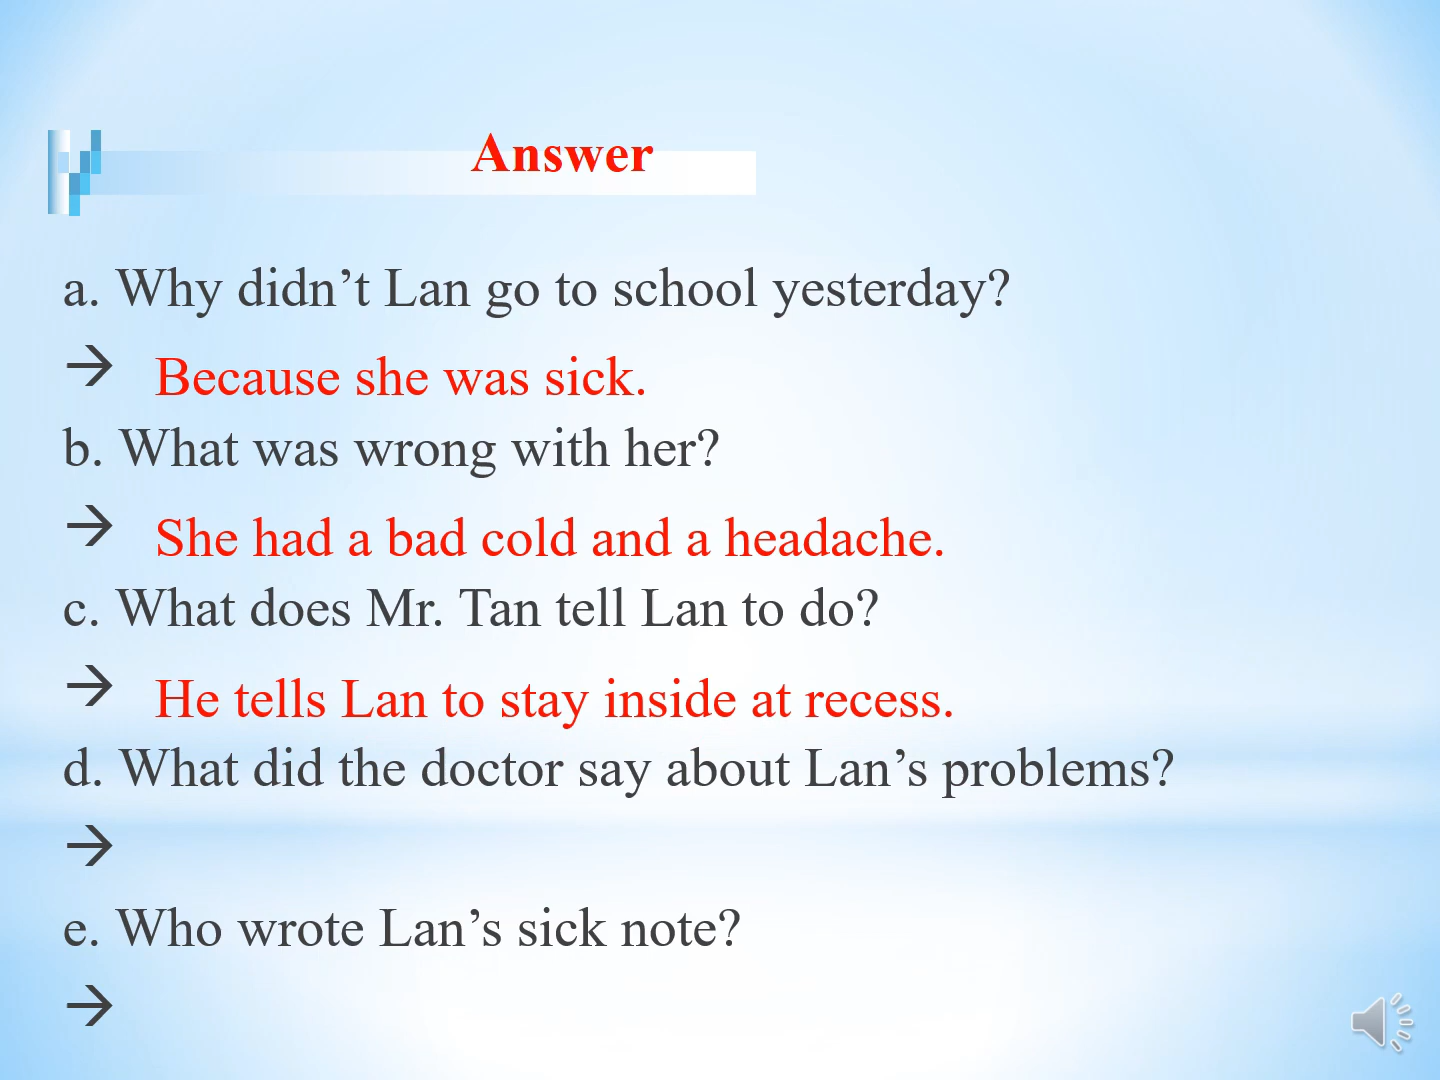 Answer
a. Why didn’t Lan go to school yesterday?
→ Because she was sick.
b. What was wrong with her?
→ She had a bad cold and a headache.
c. What does Mr. Tan tell Lan to do?
→ He tells Lan to stay inside at recess.
d. What did the doctor say about Lan’s problems?
→
e. Who wrote Lan’s sick note?
→